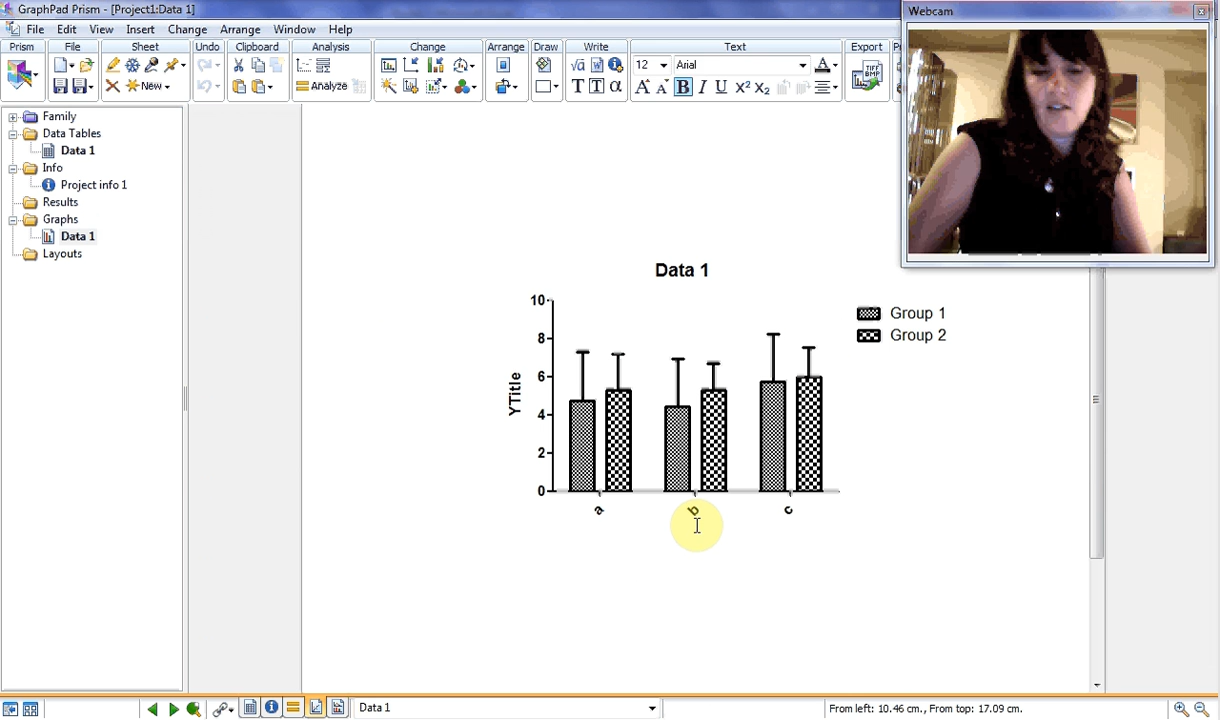 GraphPad Prism - [Project1:Data 1]
Webcam
File Edit View Insert Change Arrange Window Help
Prism File Sheet Undo Clipboard Analysis Change Arrange Draw Write Text Export
12 Arial
New Analyze
Family
Data Tables
Data 1
Info
Project info 1
Results
Graphs
Data 1
Layouts
Data 1
10
8
6
4
2
0
YTitle
a b c
Group 1
Group 2
Data 1
From left: 10.46 cm., From top: 17.09 cm.